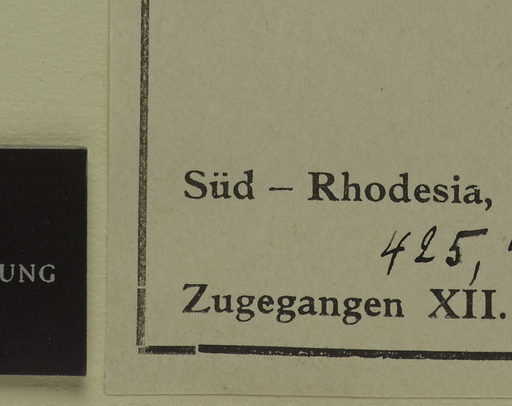 Süd – Rhodesia,
425,
UNG
Zugegangen XII.